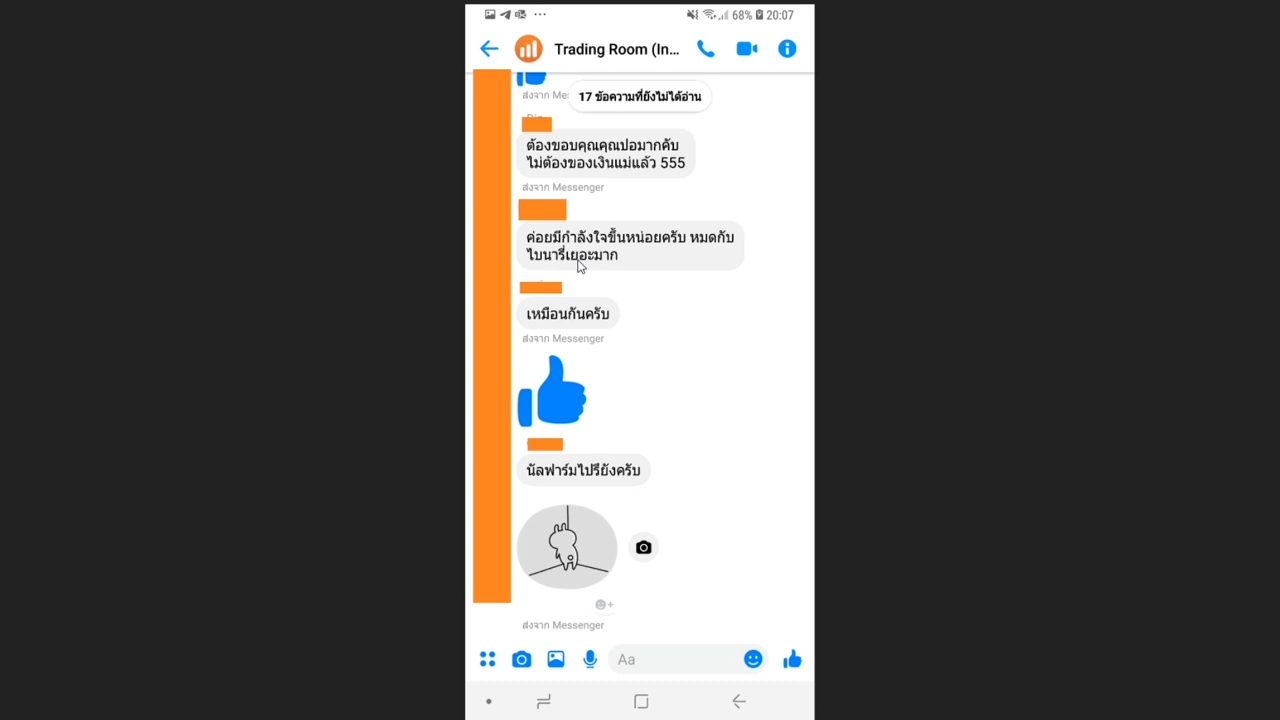 68% 20:07
Trading Room (In...
ส่งจาก Me
17 ข้อความที่ยังไม่ได้อ่าน
ต้องขอบคุณคุณปอมากคับ
ไม่ต้องของเงินแม่แล้ว 555
ส่งจาก Messenger
ค่อยมีกำลังใจขึ้นหน่อยครับ หมดกับ
ไบนารี่เยอะมาก
เหมือนกันครับ
ส่งจาก Messenger
นัลฟาร์มไปรึยังครับ
ส่งจาก Messenger
Aa